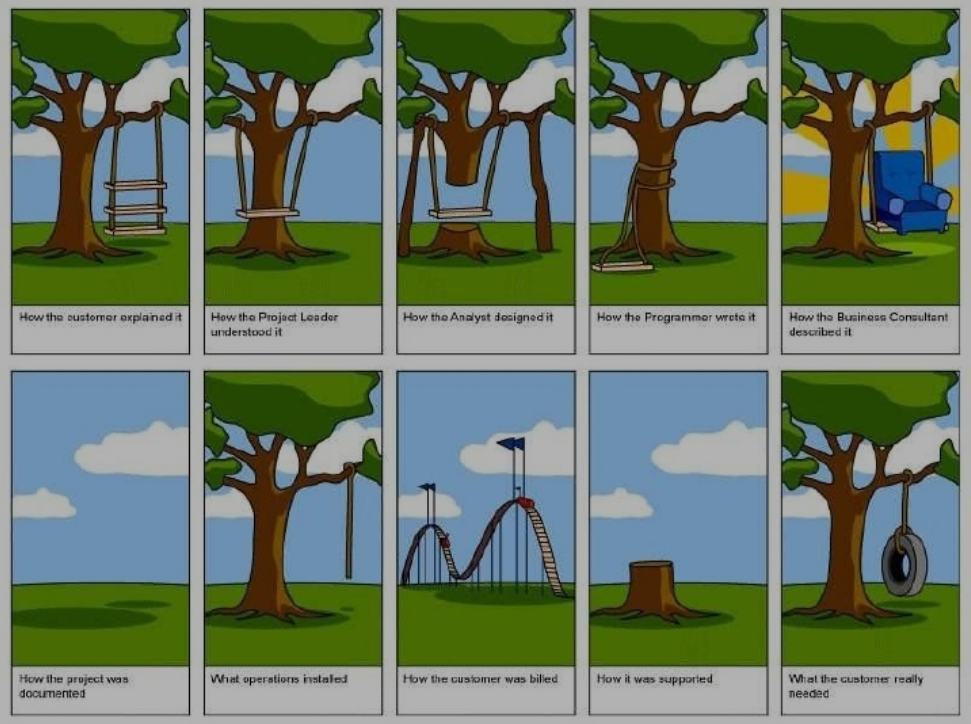 How the customer explained it
How the Project Leader
understood it
How the Analyst designed it
How the Programmer wrote it
How the Business Consultant
described it
How the project was
documented
What operations installed
How the customer was billed
How it was supported
What the customer really
needed